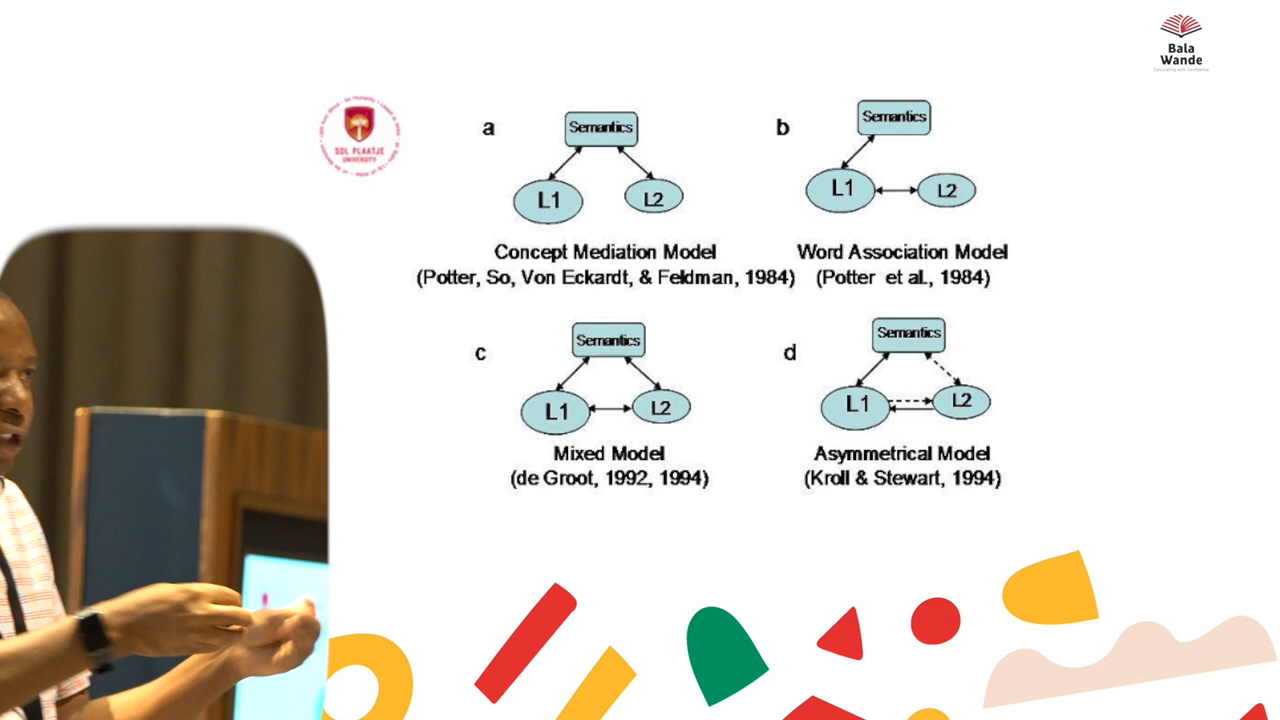 Bala
Wande
SOL PLAATJE
UNIVERSITY
a
Semantics
L1
L2
Concept Mediation Model
(Potter, So, Von Eckardt, & Feldman, 1984)
b
Semantics
L1
L2
Word Association Model
(Potter et al., 1984)
c
Semantics
L1
L2
Mixed Model
(de Groot, 1992, 1994)
d
Semantics
L1
L2
Asymmetrical Model
(Kroll & Stewart, 1994)